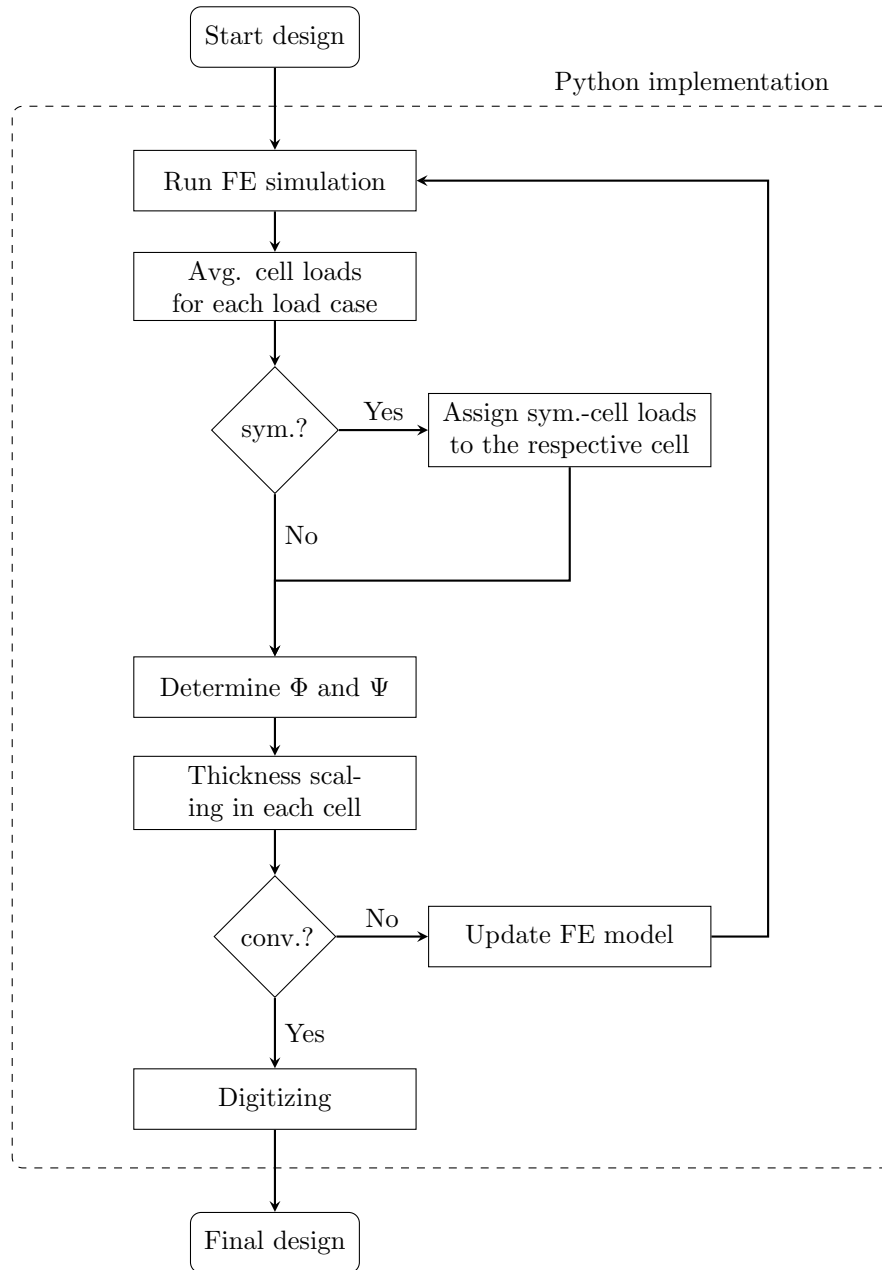 Start design
Python implementation
Run FE simulation
Avg. cell loads
for each load case
sym.?
Yes
Assign sym.-cell loads
to the respective cell
No
Determine Φ and Ψ
Thickness scal-
ing in each cell
conv.?
No
Update FE model
Yes
Digitizing
Final design